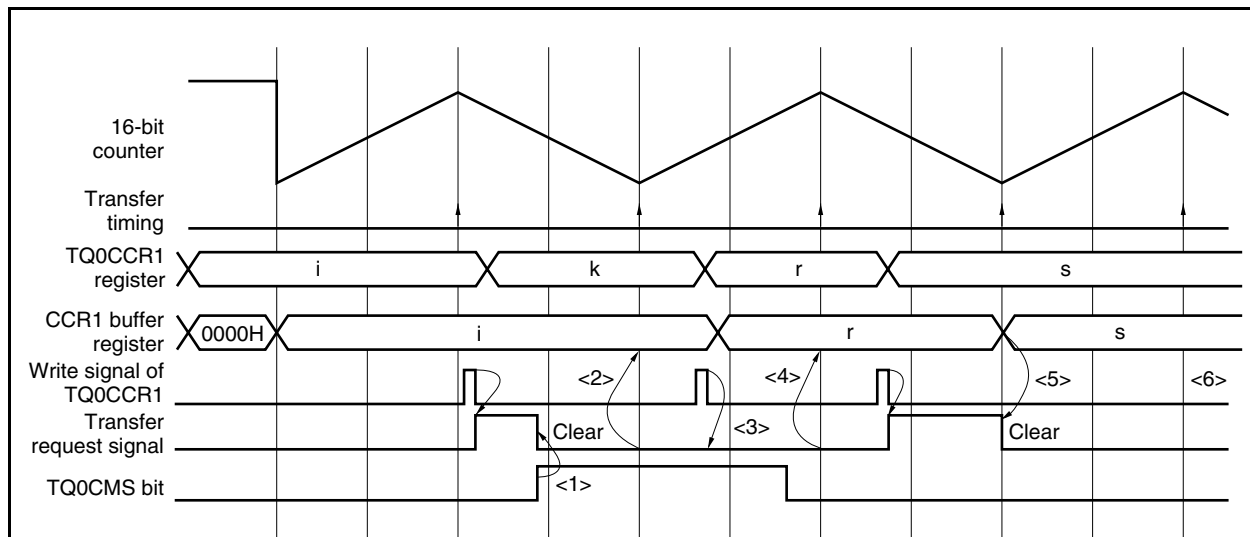 16-bit
counter
Transfer
timing
TQ0CCR1
register
i k r s
CCR1 buffer
register
0000H i r s
Write signal of
TQ0CCR1
<2> <4> <5> <6>
Transfer
request signal
Clear <3> Clear
TQ0CMS bit
<1>